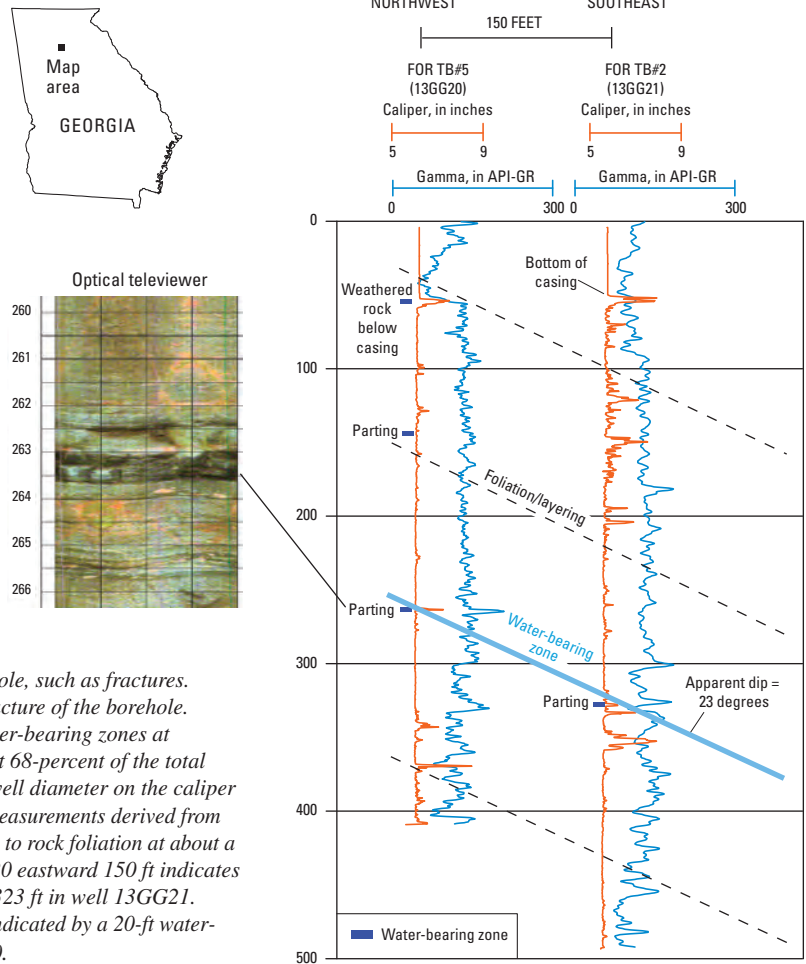 NORTHWEST
SOUTHEAST
150 FEET
Map
area
GEORGIA
FOR TB#5
(13GG20)
Caliper, in inches
5
9
Gamma, in API-GR
0
300
FOR TB#2
(13GG21)
Caliper, in inches
5
9
Gamma, in API-GR
0
300
Optical televiewer
260
261
262
263
264
265
266
0
100
200
300
400
500
Weathered
rock
below
casing
Bottom of
casing
Parting
Foliation/layering
Parting
Water-bearing
zone
Parting
Apparent dip =
23 degrees
Water-bearing zone
ole, such as fractures.
acture of the borehole.
ter-bearing zones at
t 68-percent of the total
well diameter on the caliper
easurements derived from
to rock foliation at about a
20 eastward 150 ft indicates
323 ft in well 13GG21.
ndicated by a 20-ft water-